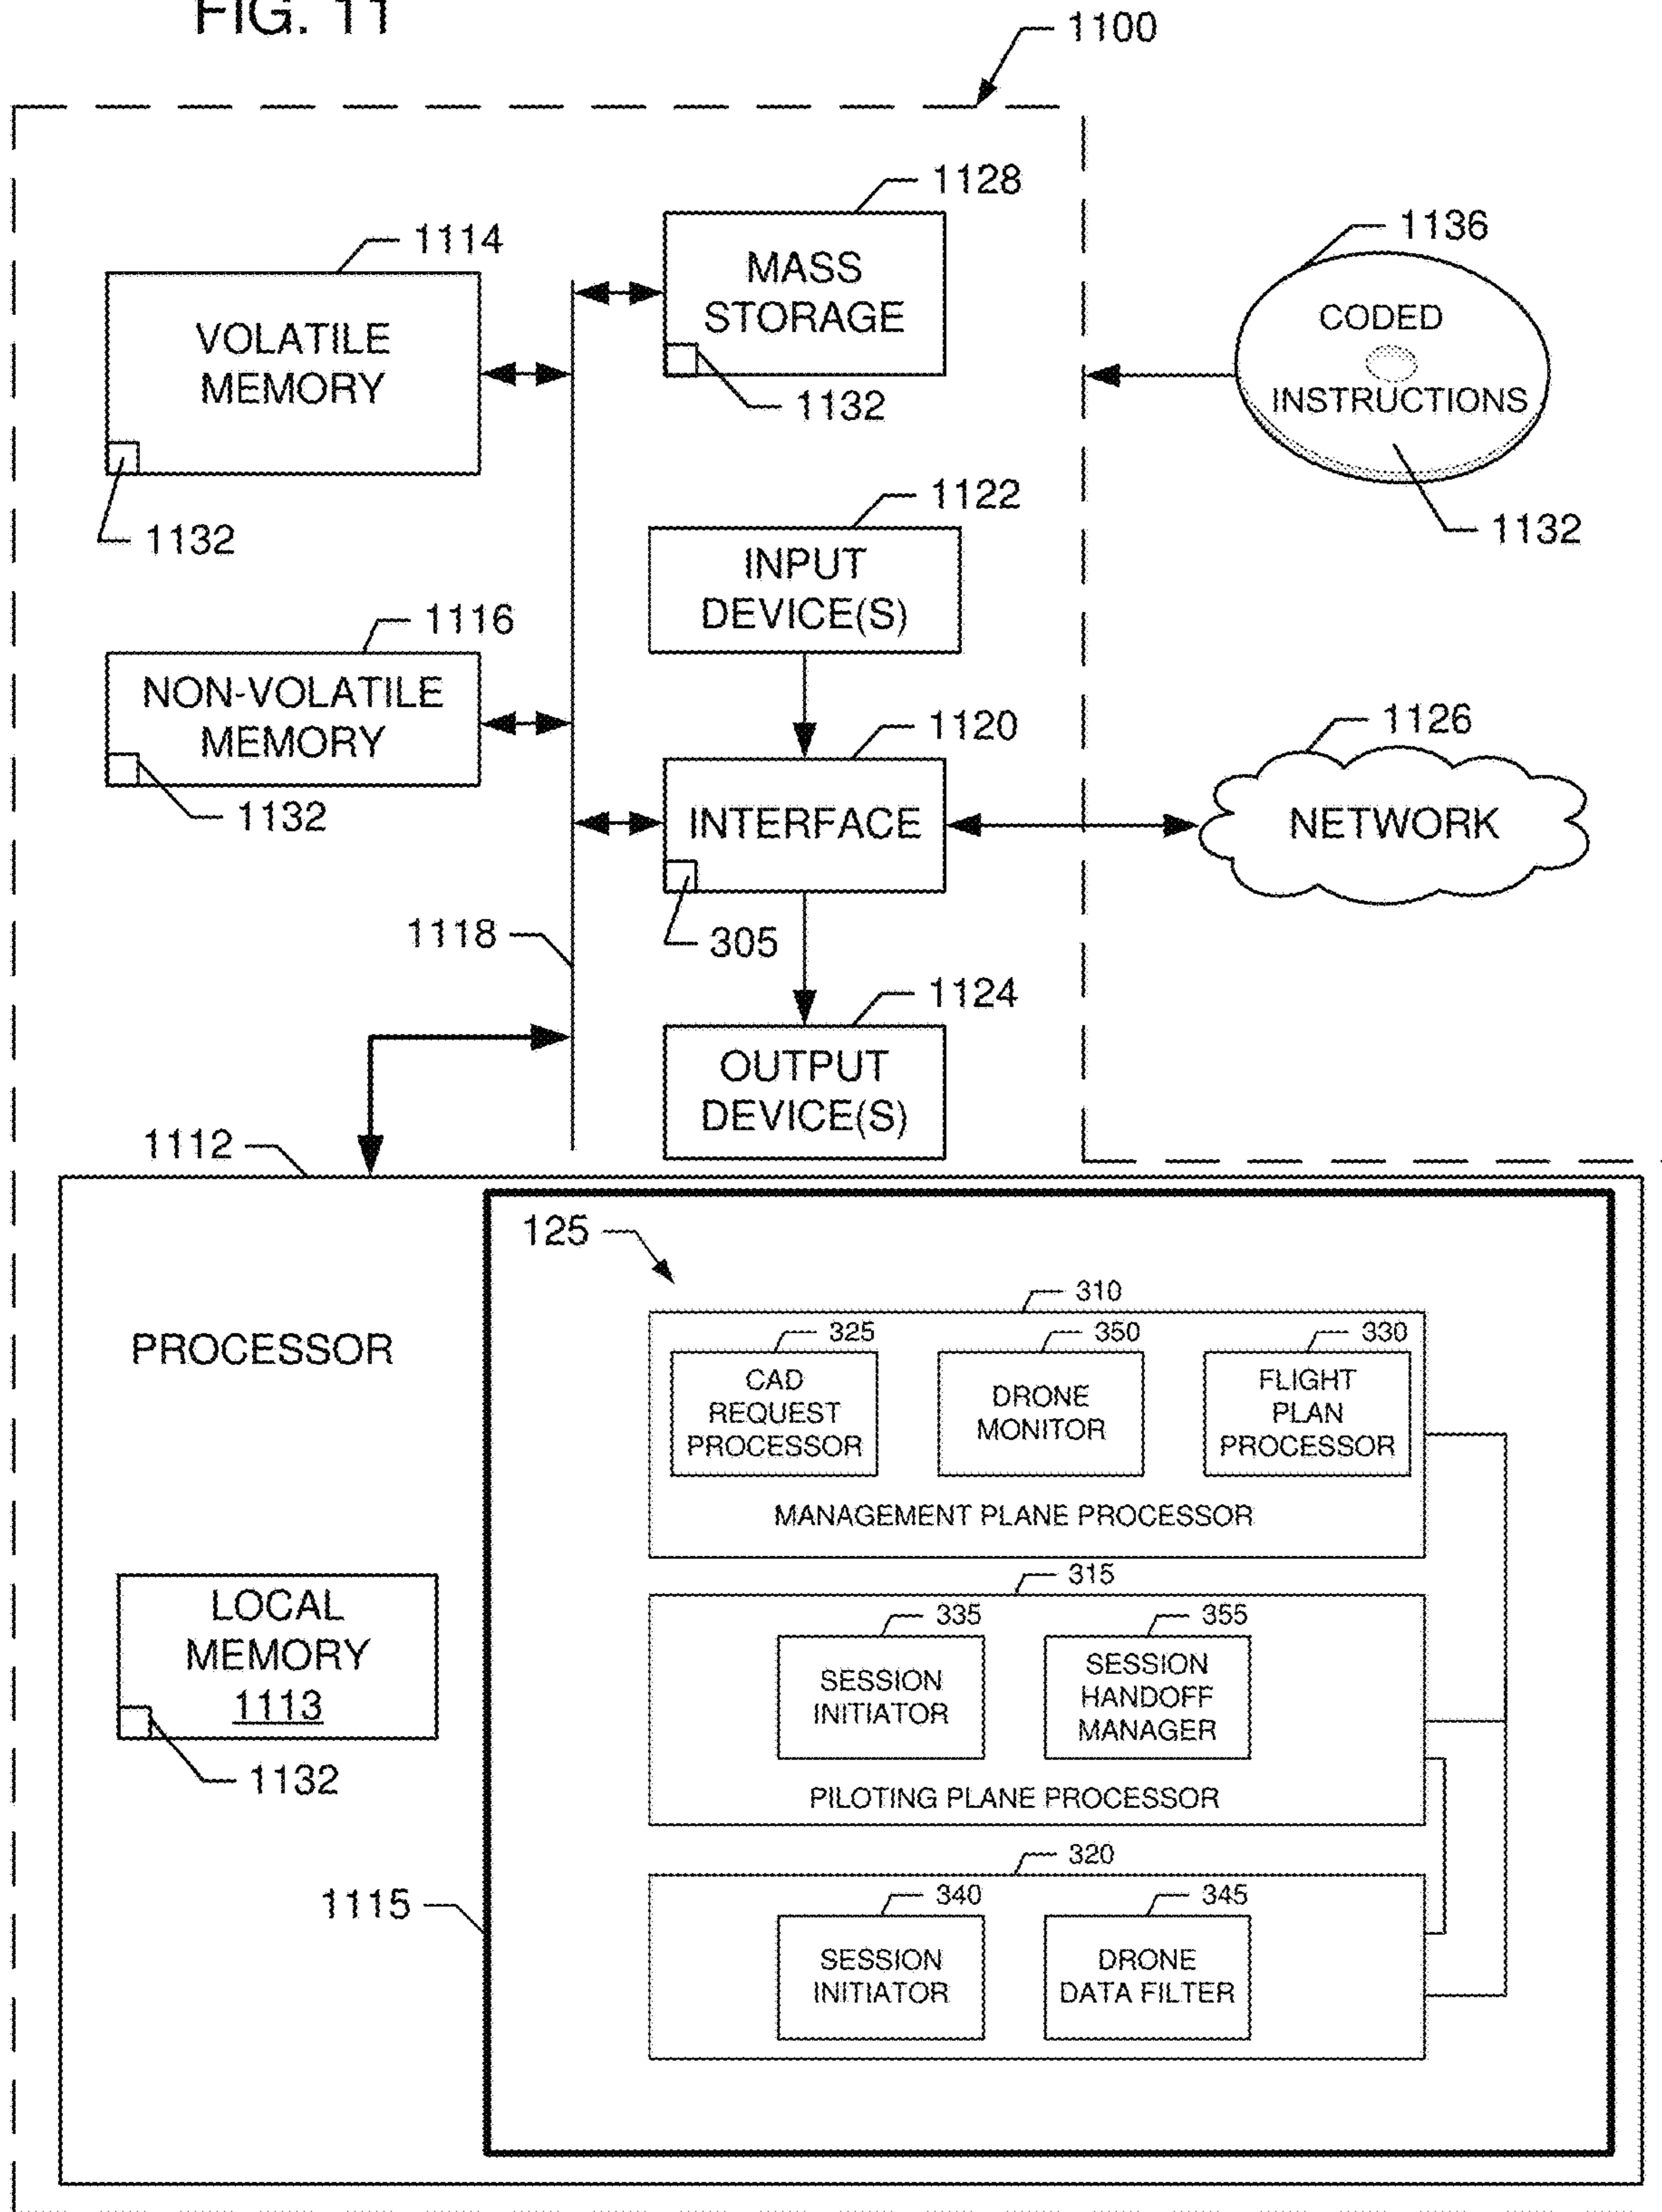 FIG. 11
1100
1128
1114
1136
MASS
STORAGE
VOLATILE
MEMORY
CODED
INSTRUCTIONS
1132
1132
1132
1122
INPUT
DEVICE(S)
1116
NON-VOLATILE
MEMORY
1132
1120
1126
INTERFACE
NETWORK
305
1118
1124
OUTPUT
DEVICE(S)
1112
125
PROCESSOR
310
325
350
330
CAD
REQUEST
PROCESSOR
DRONE
MONITOR
FLIGHT
PLAN
PROCESSOR
MANAGEMENT PLANE PROCESSOR
315
335
355
LOCAL
MEMORY
1113
1132
SESSION
INITIATOR
SESSION
HANDOFF
MANAGER
PILOTING PLANE PROCESSOR
320
1115
340
345
SESSION
INITIATOR
DRONE
DATA FILTER